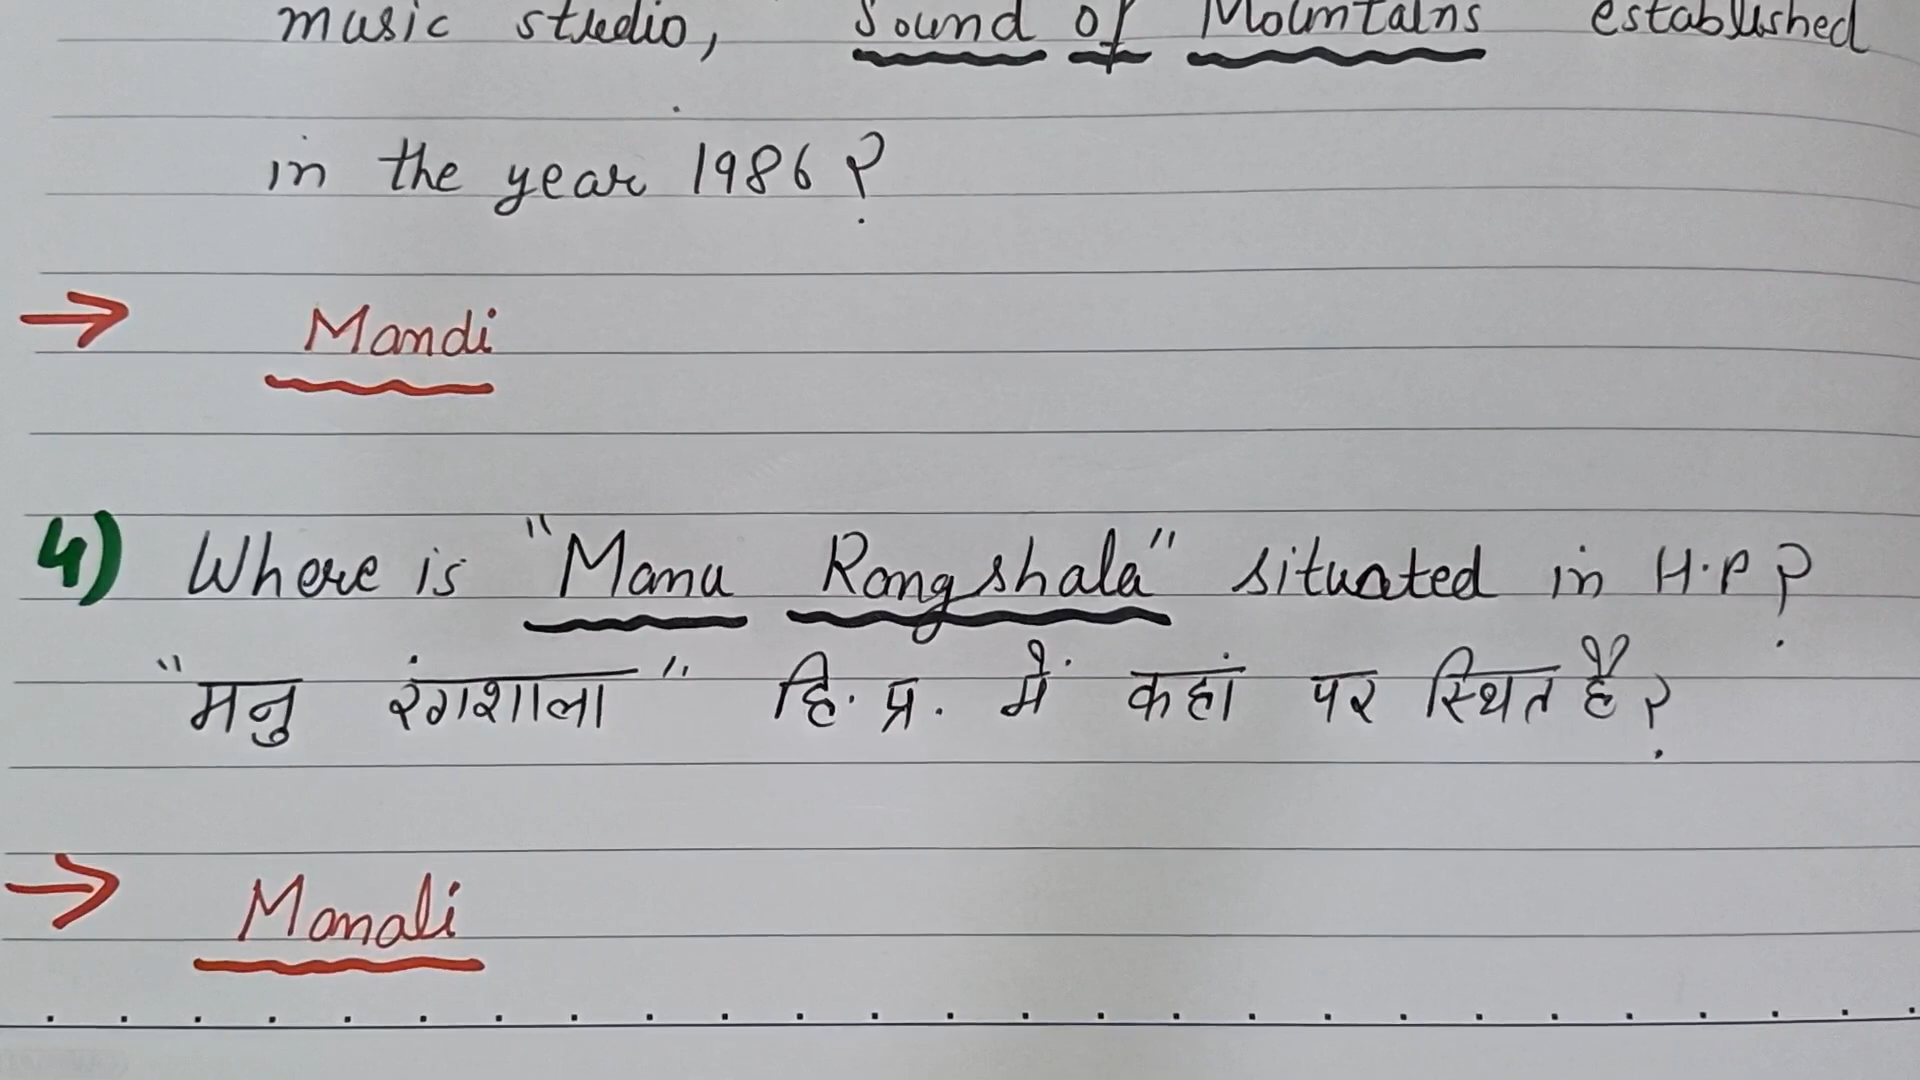 music studio, Sound of Mountains established
in the year 1986?
→ Mandi
4) Where is "Manu Rangshala" situated in H.P?
"मनु रंगशाला" हि. प्र. में कहां पर स्थित है?
→ Manali